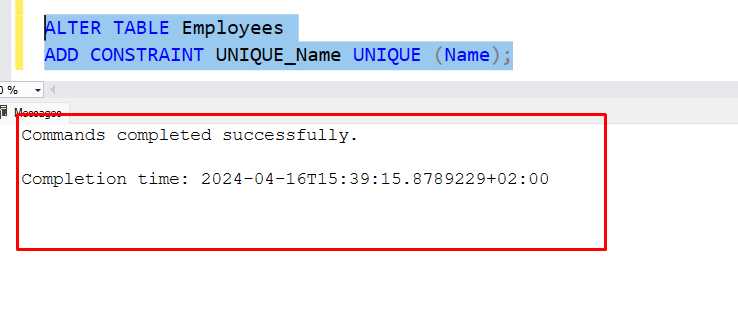 ALTER TABLE Employees
ADD CONSTRAINT UNIQUE_Name UNIQUE (Name);
0 %
Messages
Commands completed successfully.
Completion time: 2024-04-16T15:39:15.8789229+02:00